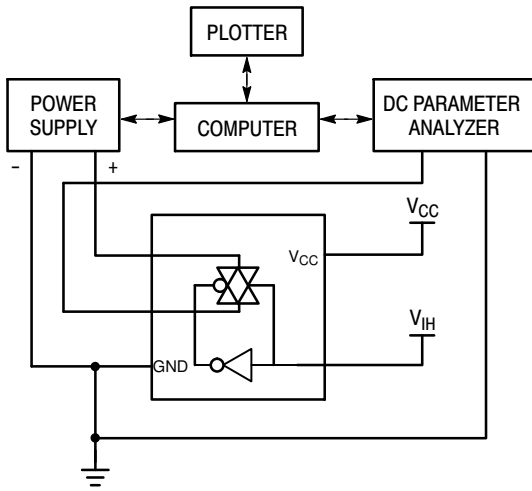 PLOTTER
POWER
SUPPLY
COMPUTER
DC PARAMETER
ANALYZER
−
+
VCC
VCC
VIH
GND